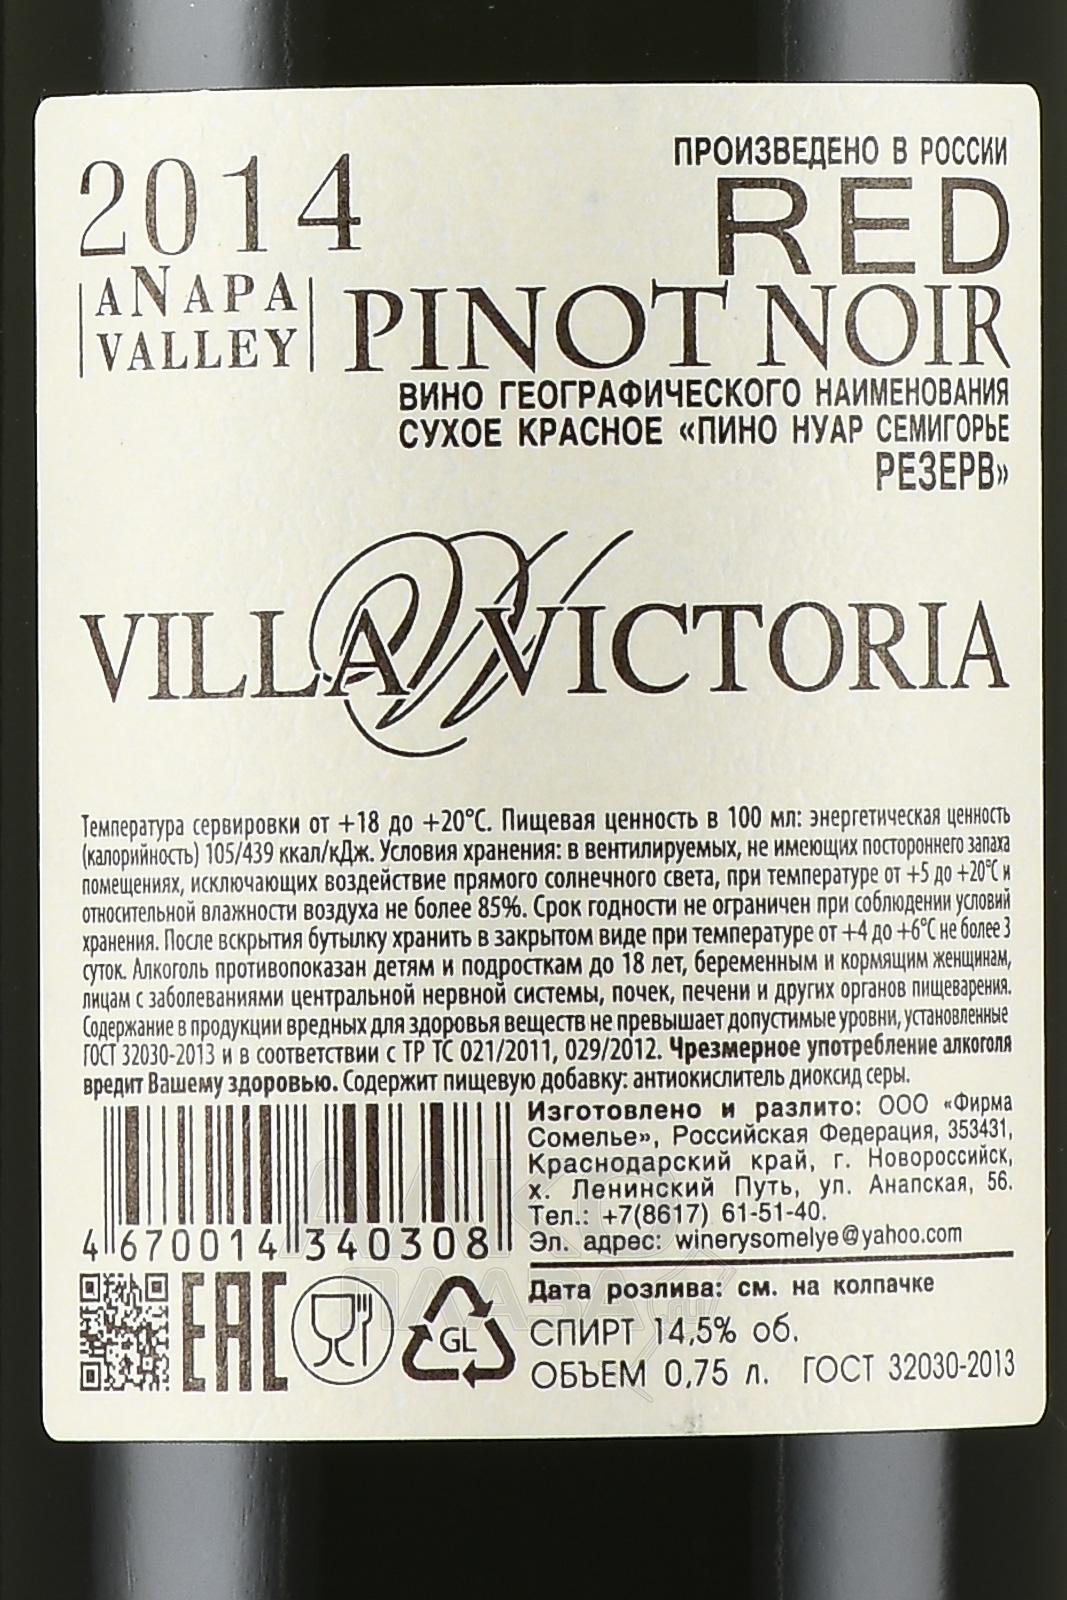 2014
ANAPA
VALLEY
ПРОИЗВЕДЕНО В РОССИИ
RED
PINOT NOIR
ВИНО ГЕОГРАФИЧЕСКОГО НАИМЕНОВАНИЯ
СУХОЕ КРАСНОЕ «ПИНО НУАР СЕМИГОРЬЕ
РЕЗЕРВ»
VILLA VICTORIA
Температура сервировки от +18 до +20°С. Пищевая ценность в 100 мл: энергетическая ценность
(калорийность) 105/439 ккал/кДж. Условия хранения: в вентилируемых, не имеющих постороннего запаха
помещениях, исключающих воздействие прямого солнечного света, при температуре от +5 до +20°С и
относительной влажности воздуха не более 85%. Срок годности не ограничен при соблюдении условий
хранения. После вскрытия бутылку хранить в закрытом виде при температуре от +4 до +6°С не более 3
суток. Алкоголь противопоказан детям и подросткам до 18 лет, беременным и кормящим женщинам,
лицам с заболеваниями центральной нервной системы, почек, печени и других органов пищеварения.
Содержание в продукции вредных для здоровья веществ не превышает допустимые уровни, установленные
ГОСТ 32030-2013 и в соответствии с ТР ТС 021/2011, 029/2012. Чрезмерное употребление алкоголя
вредит Вашему здоровью. Содержит пищевую добавку: антиокислитель диоксид серы.
Изготовлено и разлито: ООО «Фирма
Сомелье», Российская Федерация, 353431,
Краснодарский край, г. Новороссийск,
х. Ленинский Путь, ул. Анапская, 56.
Тел.: +7(8617) 61-51-40.
Эл. адрес: winerysomelye@yahoo.com
4 670014 340308
EAC
GL
Дата розлива: см. на колпачке
СПИРТ 14,5% об.
ОБЪЕМ 0,75 л. ГОСТ 32030-2013